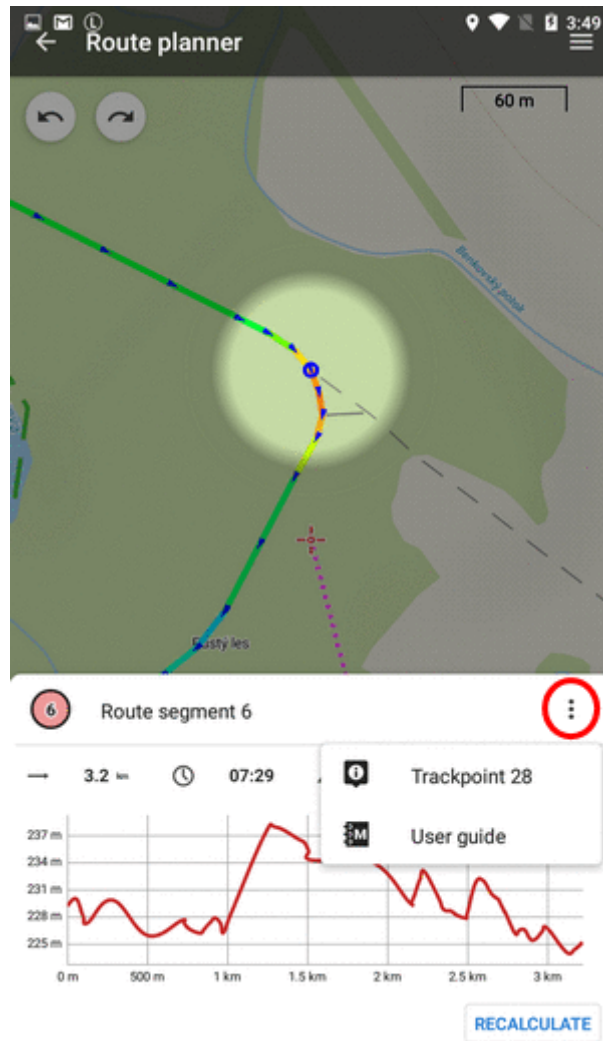 3:49
Route planner
60 m
Benkovský potok
Pustý les
6
Route segment 6
3.2 km
07:29
Trackpoint 28
User guide
237 m
234 m
231 m
228 m
225 m
0 m
500 m
1 km
1.5 km
2 km
2.5 km
3 km
RECALCULATE